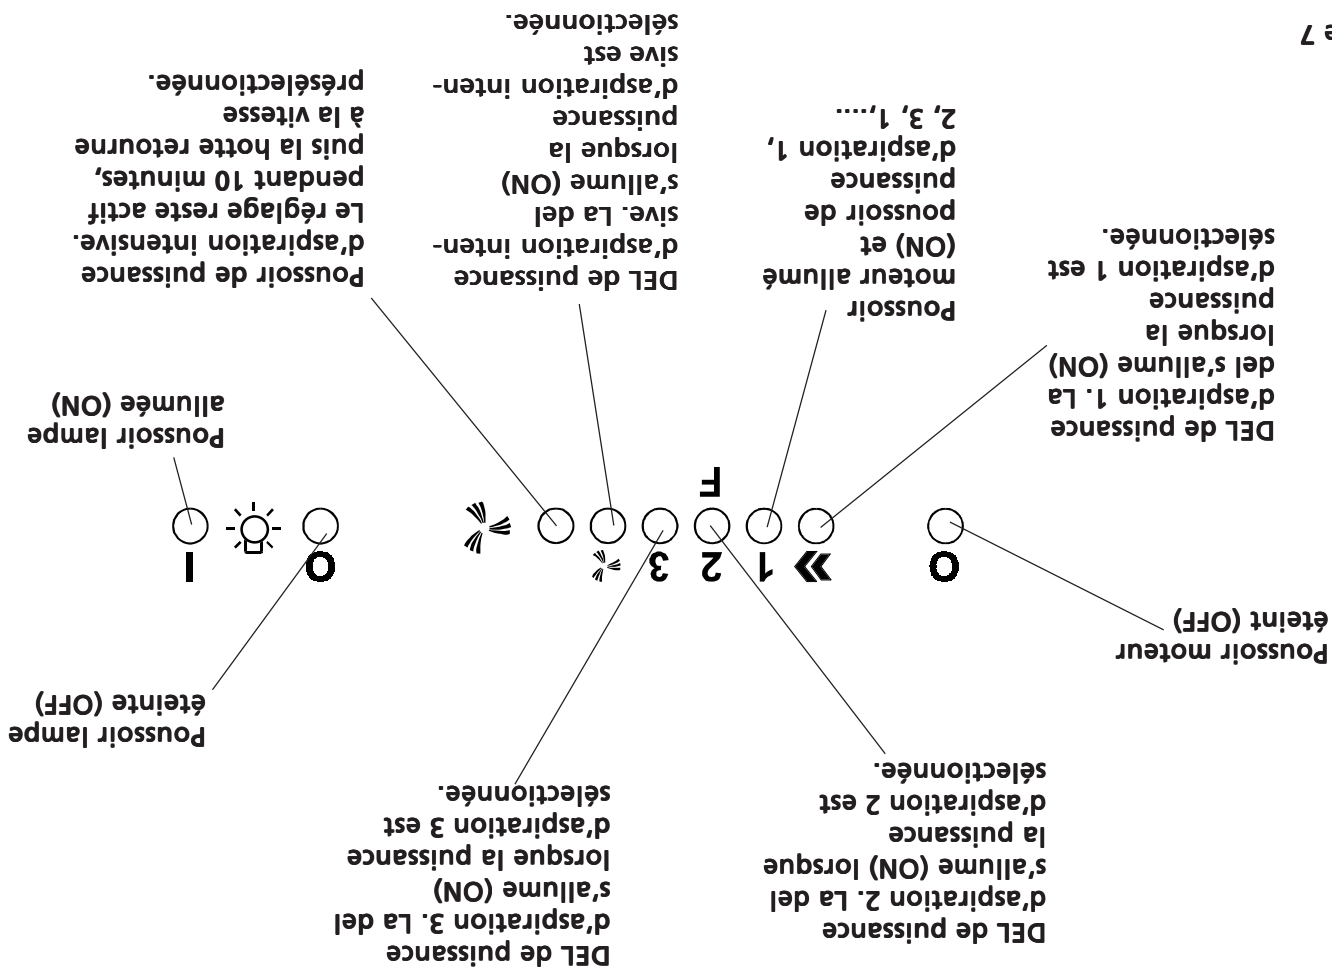 DEL de puissance
d'aspiration 2. La del
s'allume (ON) lorsque
la puissance
d'aspiration 2 est
sélectionnée.
DEL de puissance
d'aspiration 3. La del
s'allume (ON)
lorsque la puissance
d'aspiration 3 est
sélectionnée.
Poussoir moteur
éteint (OFF)
Poussoir lampe
éteinte (OFF)
O » 1 2 3 O I
F
DEL de puissance
d'aspiration 1. La
del s'allume (ON)
lorsque la
puissance
d'aspiration 1 est
sélectionnée.
Poussoir
moteur allumé
(ON) et
poussoir de
puissance
d'aspiration 1,
2, 3, 1,....
DEL de puissance
d'aspiration inten-
sive. La del
s'allume (ON)
lorsque la
puissance
d'aspiration inten-
sive est
sélectionnée.
Poussoir de puissance
d'aspiration intensive.
Le réglage reste actif
pendant 10 minutes,
puis la hotte retourne
à la vitesse
présélectionnée.
Poussoir lampe
allumée (ON)
e 7